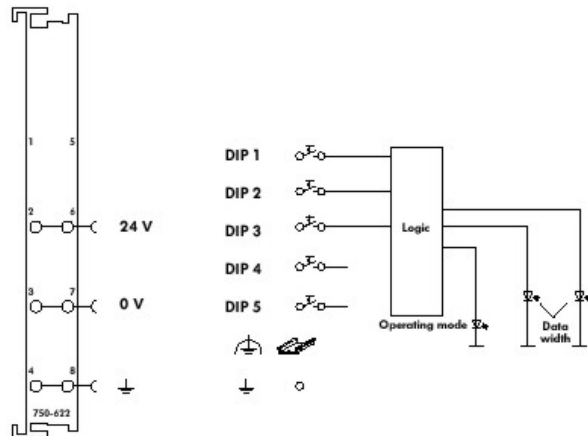 1 5
2 6
24 V
3 7
0 V
4 8
750-622
DIP 1
DIP 2
DIP 3
DIP 4
DIP 5
Logic
Operating mode
Data
width